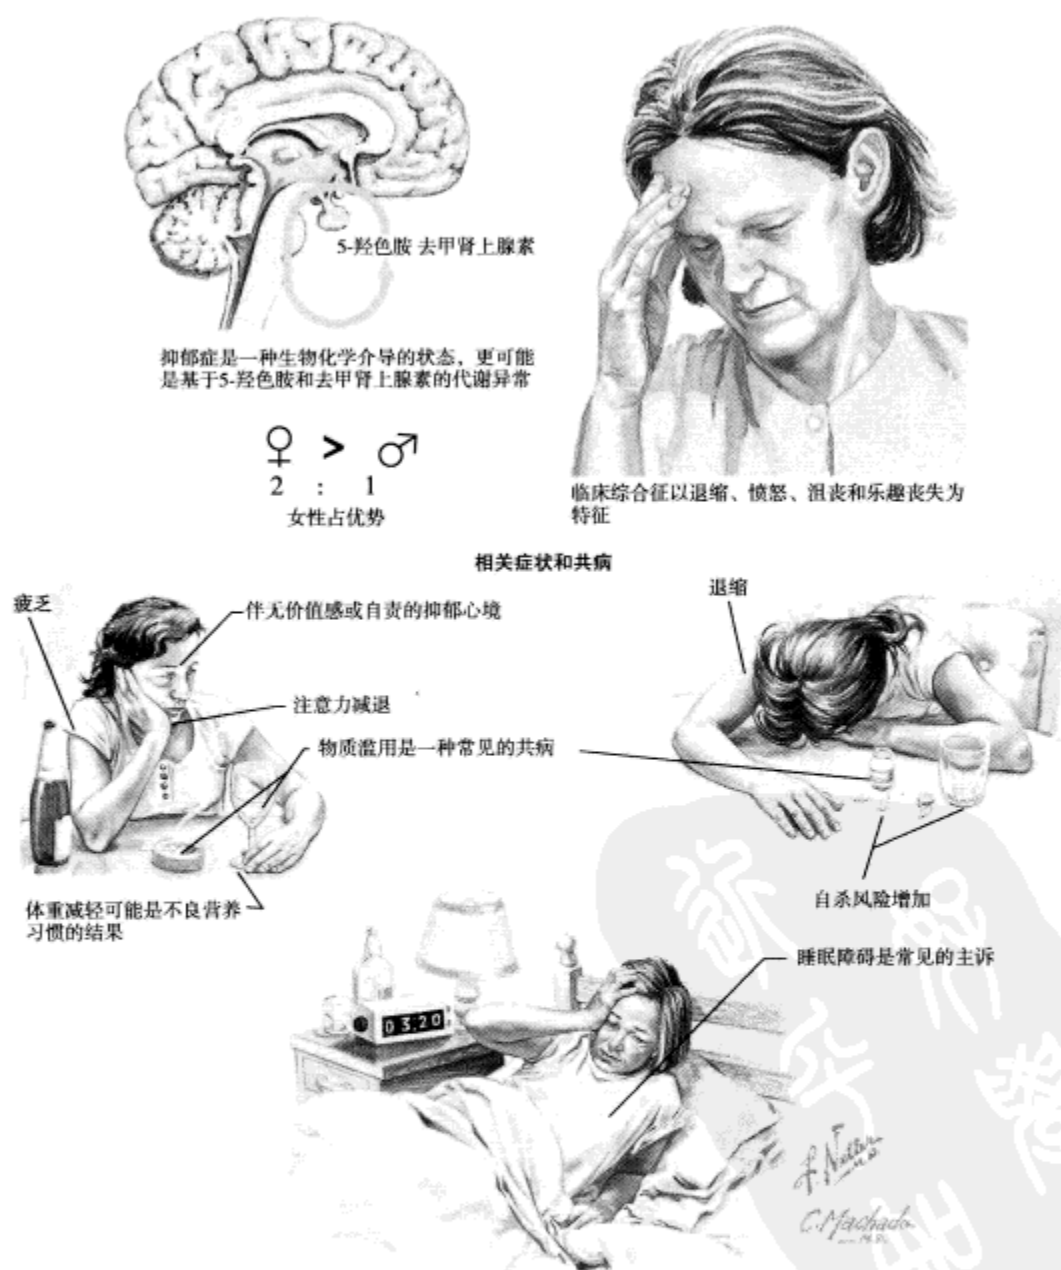 5-羟色胺 去甲肾上腺素
抑郁症是一种生物化学介导的状态，更可能
是基于5-羟色胺和去甲肾上腺素的代谢异常
♀ > ♂
2 : 1
女性占优势
临床综合征以退缩、愤怒、沮丧和乐趣丧失为
特征
相关症状和共病
疲乏
伴无价值感或自责的抑郁心境
退缩
注意力减退
物质滥用是一种常见的共病
自杀风险增加
体重减轻可能是不良营养
习惯的结果
睡眠障碍是常见的主诉
03:20
F. Netter
M.D.
C. Machado